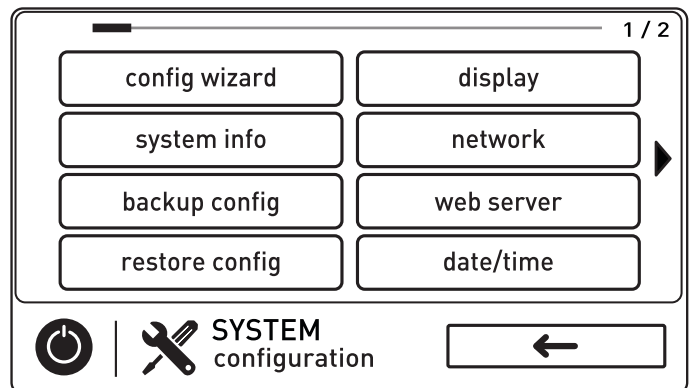 1 / 2
config wizard
display
system info
network
backup config
web server
restore config
date/time
SYSTEM
configuration